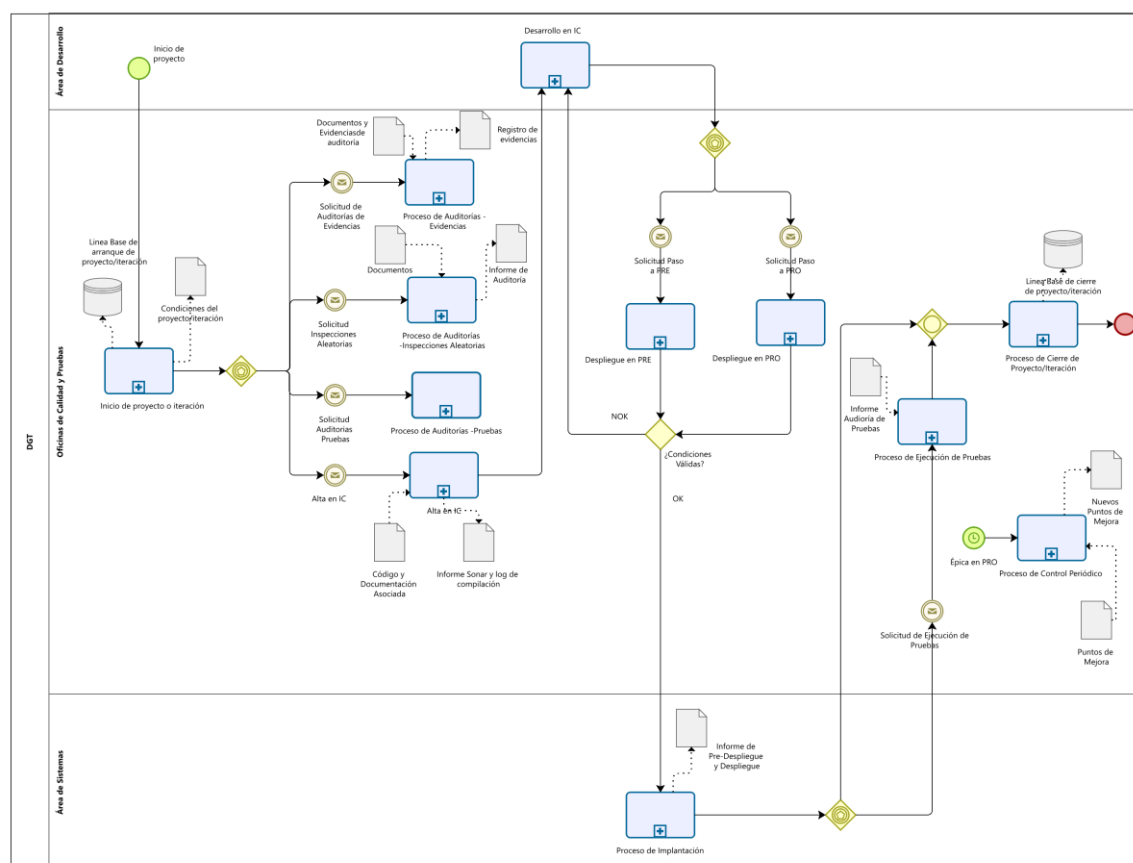 DGT
Área de Desarrollo
Inicio de
proyecto
Desarrollo en IC
Oficinas de Calidad y Pruebas
Documentos y
Evidenciasde
auditoría
Registro de
evidencias
Solicitud de
Auditorías de
Evidencias
Proceso de Auditorías -
Evidencias
Linea Base de
arranque de
proyecto/iteración
Condiciones del
proyecto/iteración
Documentos
Informe de
Auditoría
Solicitud
Inspecciones
Aleatorias
Proceso de Auditorías
-Inspecciones Aleatorias
Inicio de proyecto o iteración
Solicitud
Auditorias
Pruebas
Proceso de Auditorías -Pruebas
Alta en IC
Alta en IC
Código y
Documentación
Asociada
Informe Sonar y log de
compilación
Solicitud Paso
a PRE
Solicitud Paso
a PRO
Despliegue en PRE
Despliegue en PRO
NOK
¿Condiciones
Válidas?
OK
Linea Base de cierre
de proyecto/iteración
Proceso de Cierre de
Proyecto/Iteración
Informe
Audioría de
Pruebas
Proceso de Ejecución de Pruebas
Nuevos
Puntos de
Mejora
Épica en PRO
Proceso de Control Periódico
Solicitud de Ejecución de
Pruebas
Puntos de
Mejora
Área de Sistemas
Informe de
Pre-Despliegue
y Despliegue
Proceso de Implantación